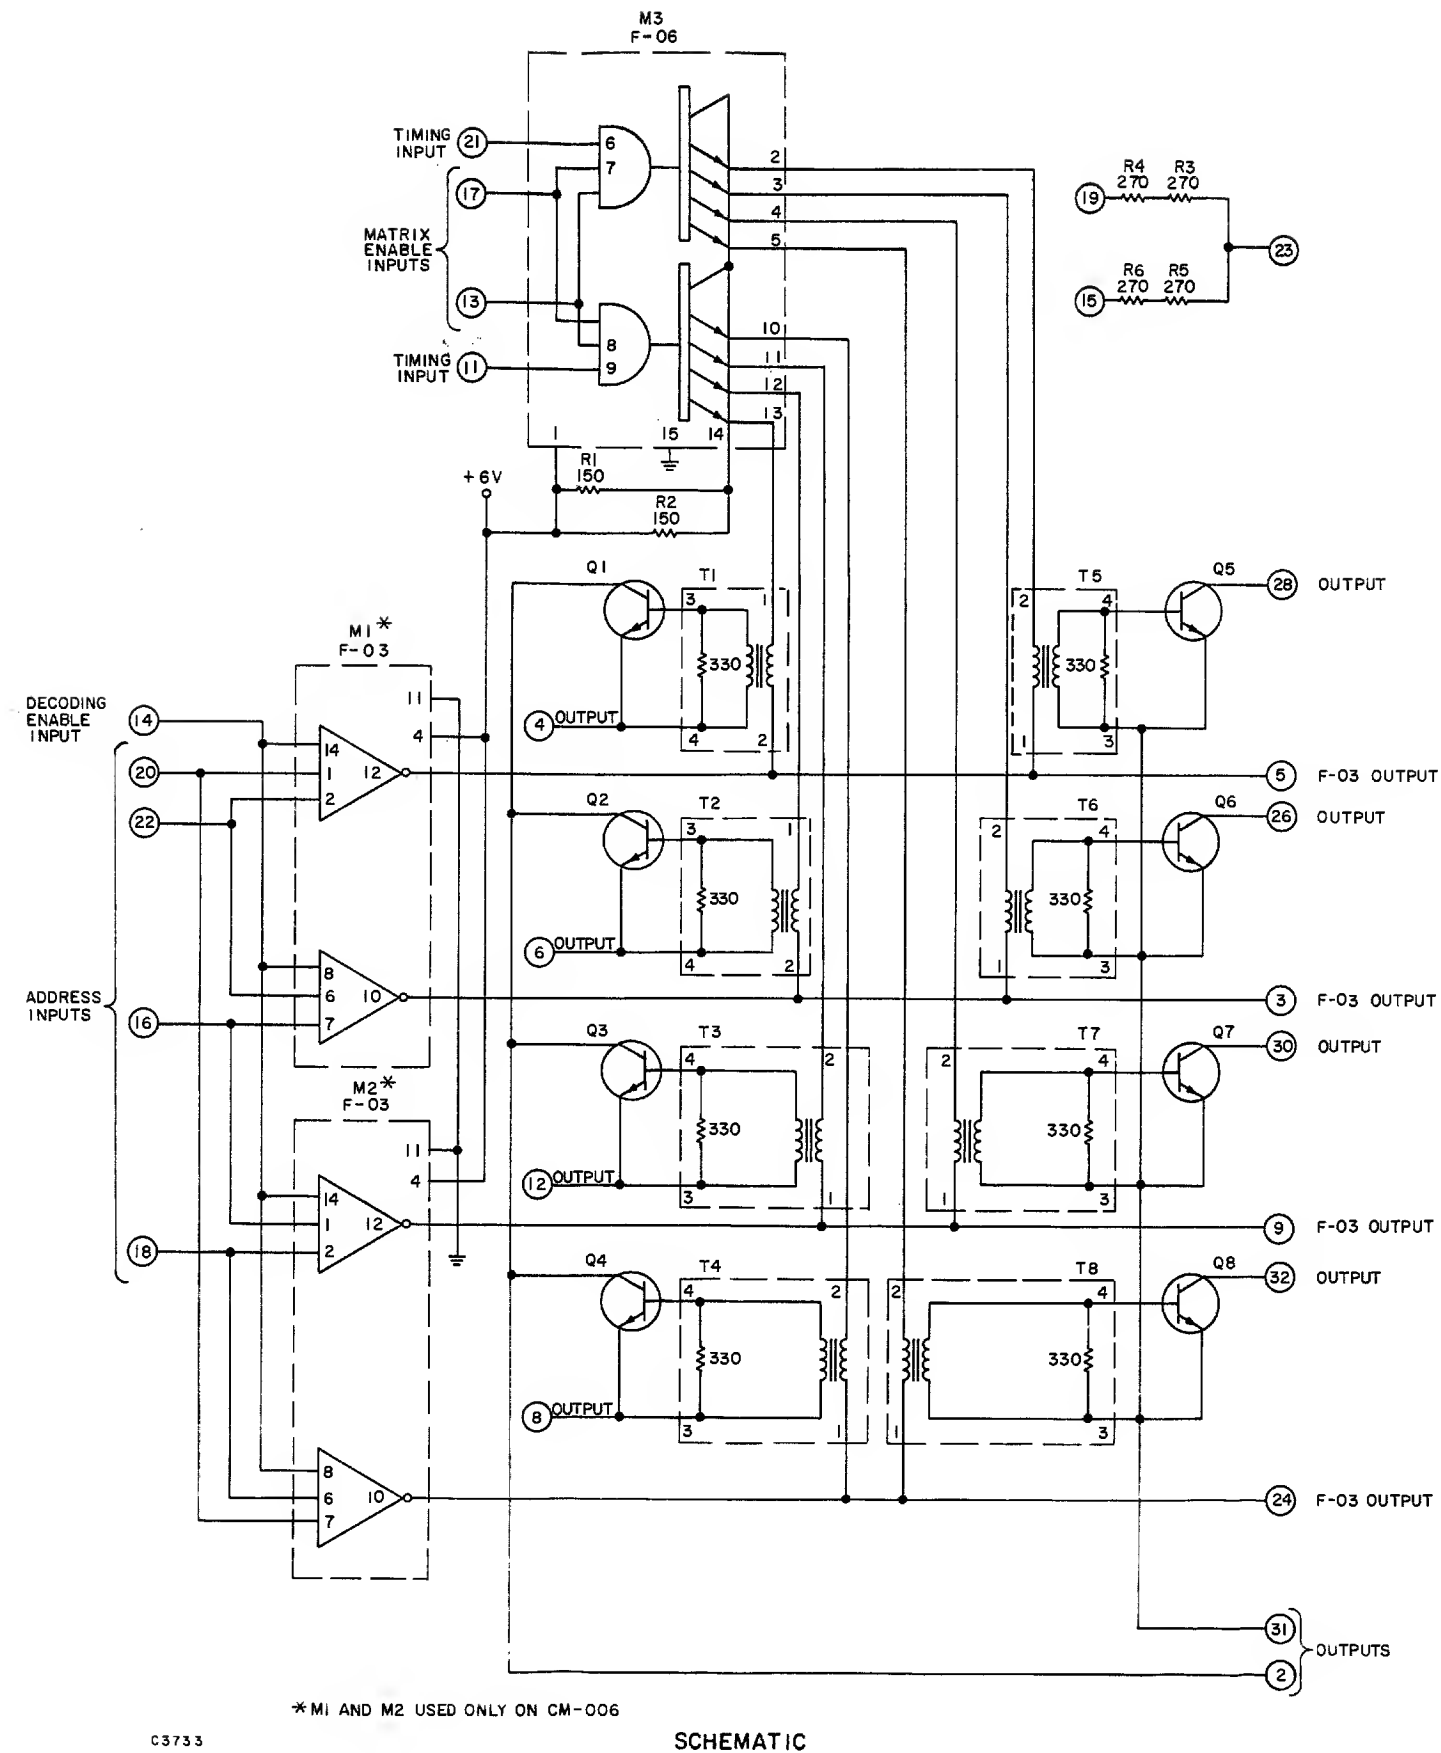 M3
F-06
TIMING INPUT 21
6
7
17
MATRIX ENABLE INPUTS
13
8
TIMING INPUT 11
9
2
3
4
5
10
11
12
13
1
15
14
R4 270
R3 270
19
23
R6 270
R5 270
15
R1 150
+6V
R2 150
Q1
T1
3
1
330
4 OUTPUT
4
2
T5
Q5
2
4
28 OUTPUT
330
1
3
M1*
F-03
11
4
DECODING ENABLE INPUT
14
14
20
1
12
2
22
5 F-03 OUTPUT
Q2
T2
3
1
330
6 OUTPUT
4
2
T6
Q6
2
4
26 OUTPUT
330
1
3
ADDRESS INPUTS
8
6
10
7
16
3 F-03 OUTPUT
Q3
T3
4
2
330
12 OUTPUT
3
1
T7
Q7
2
4
30 OUTPUT
330
1
3
M2*
F-03
11
4
14
1
12
2
18
9 F-03 OUTPUT
Q4
T4
4
2
330
8 OUTPUT
3
1
T8
Q8
2
4
32 OUTPUT
330
1
3
8
6
10
7
24 F-03 OUTPUT
31
OUTPUTS
2
*M1 AND M2 USED ONLY ON CM-006
C3733
SCHEMATIC